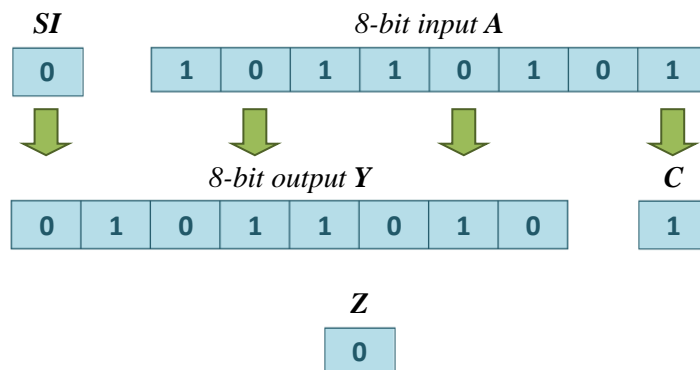 SI 8-bit input A
0 1 0 1 1 0 1 0 1
8-bit output Y C
0 1 0 1 1 0 1 0 1
Z
0